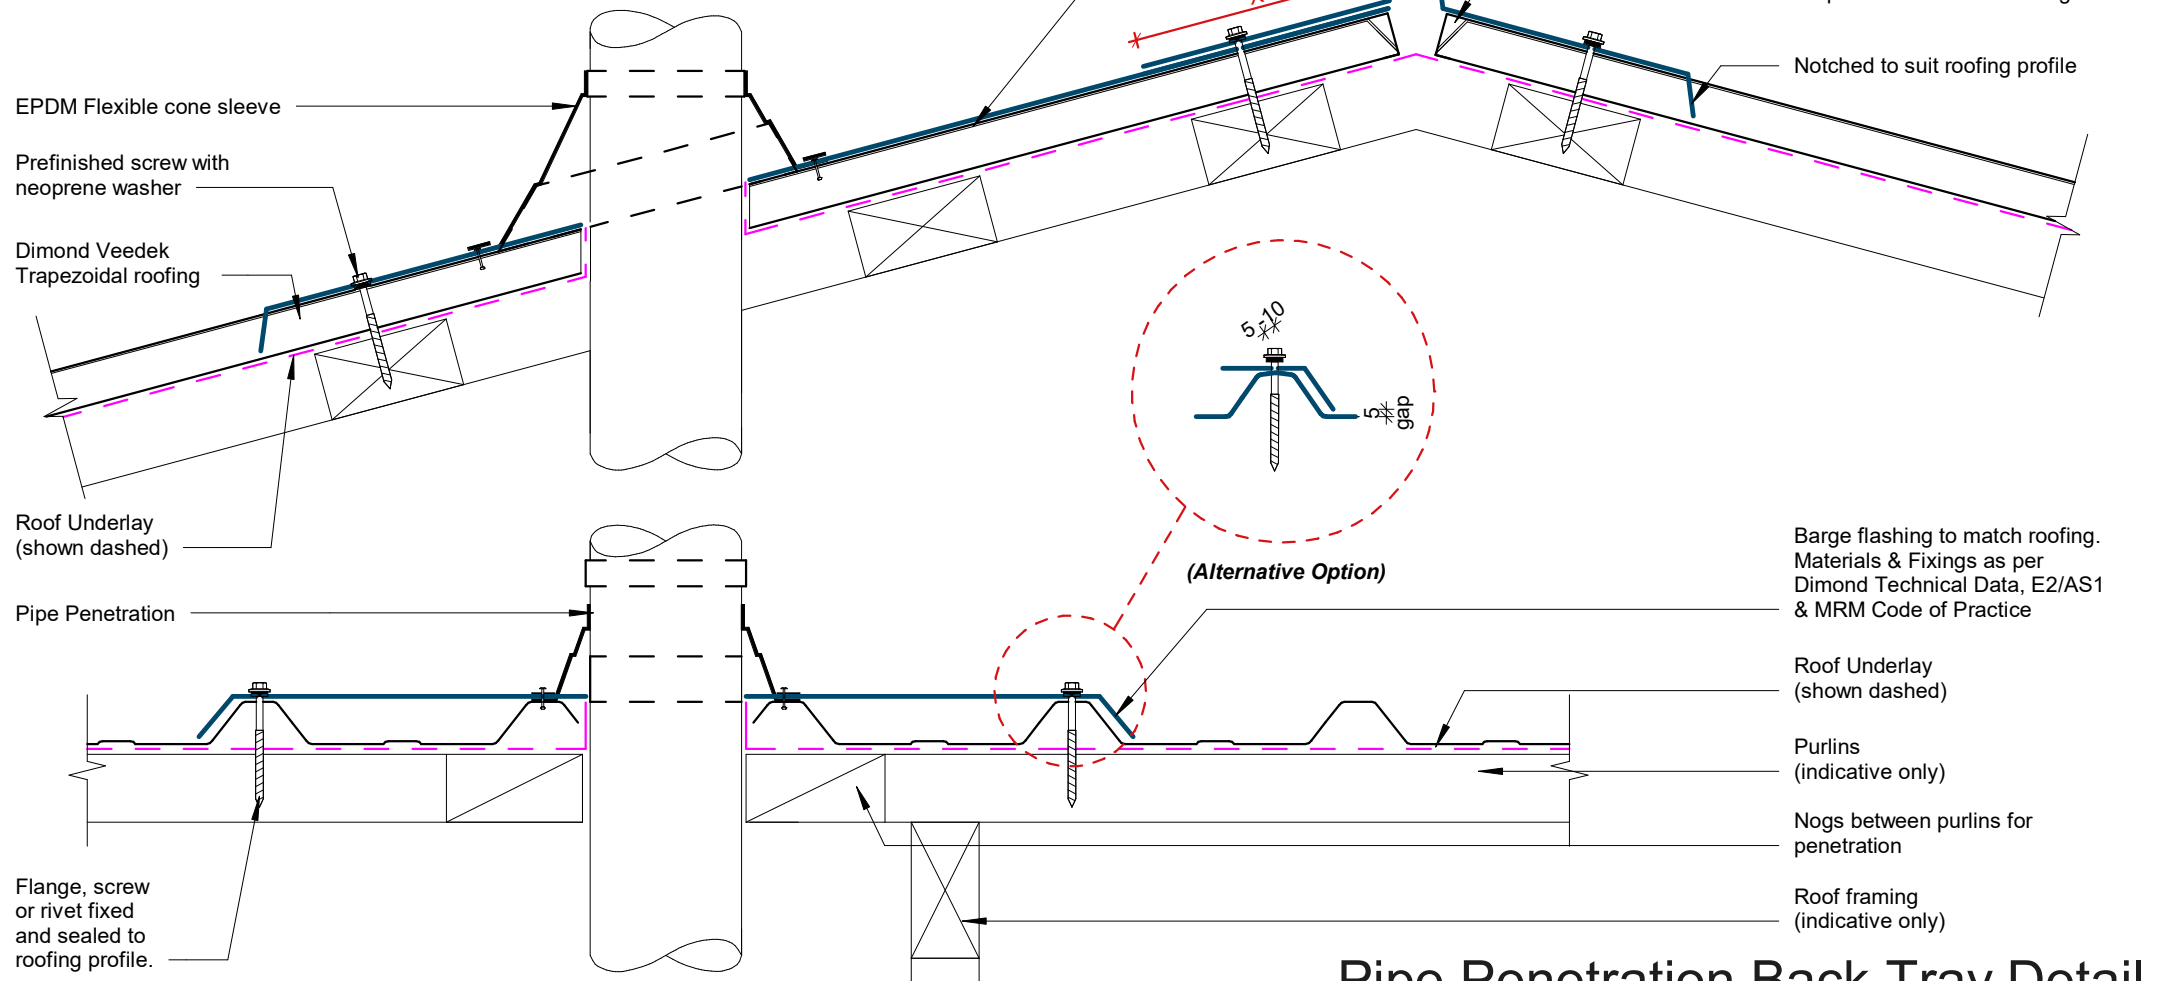 EPDM Flexible cone sleeve
Prefinished screw with
neoprene washer
Dimond Veedek
Trapezoidal roofing
Roof Underlay
(shown dashed)
Pipe Penetration
Flange, screw
or rivet fixed
and sealed to
roofing profile.
5 -10
5
gap
(Alternative Option)
Notched to suit roofing profile
Barge flashing to match roofing.
Materials & Fixings as per
Dimond Technical Data, E2/AS1
& MRM Code of Practice
Roof Underlay
(shown dashed)
Purlins
(indicative only)
Nogs between purlins for
penetration
Roof framing
(indicative only)
Pipe Penetration Back Tray Detail